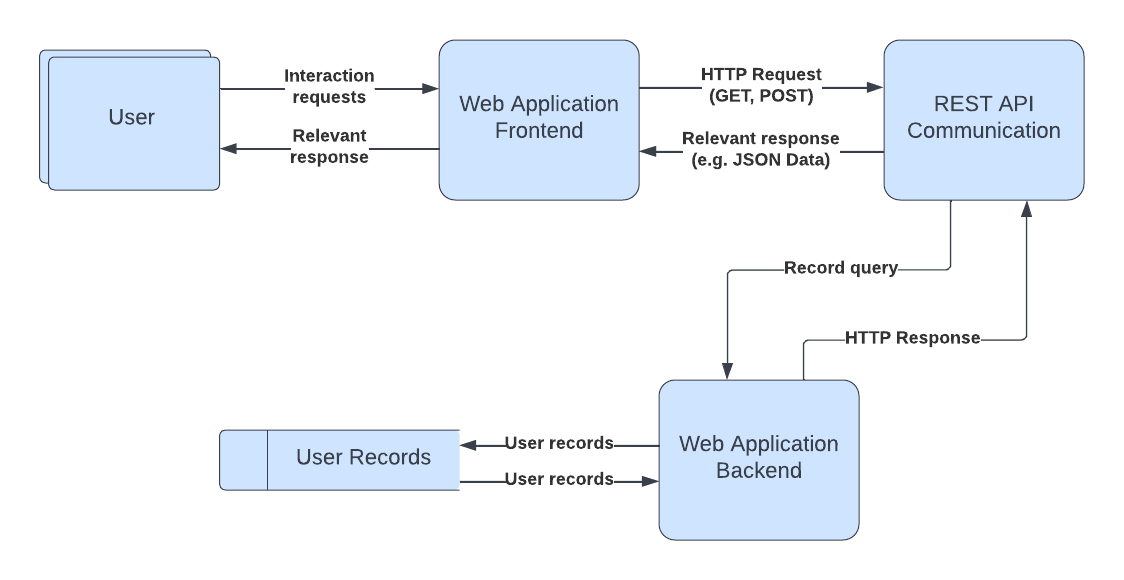 User
Interaction
requests
Relevant
response
Web Application
Frontend
HTTP Request
(GET, POST)
Relevant response
(e.g. JSON Data)
REST API
Communication
Record query
HTTP Response
User Records
User records
User records
Web Application
Backend